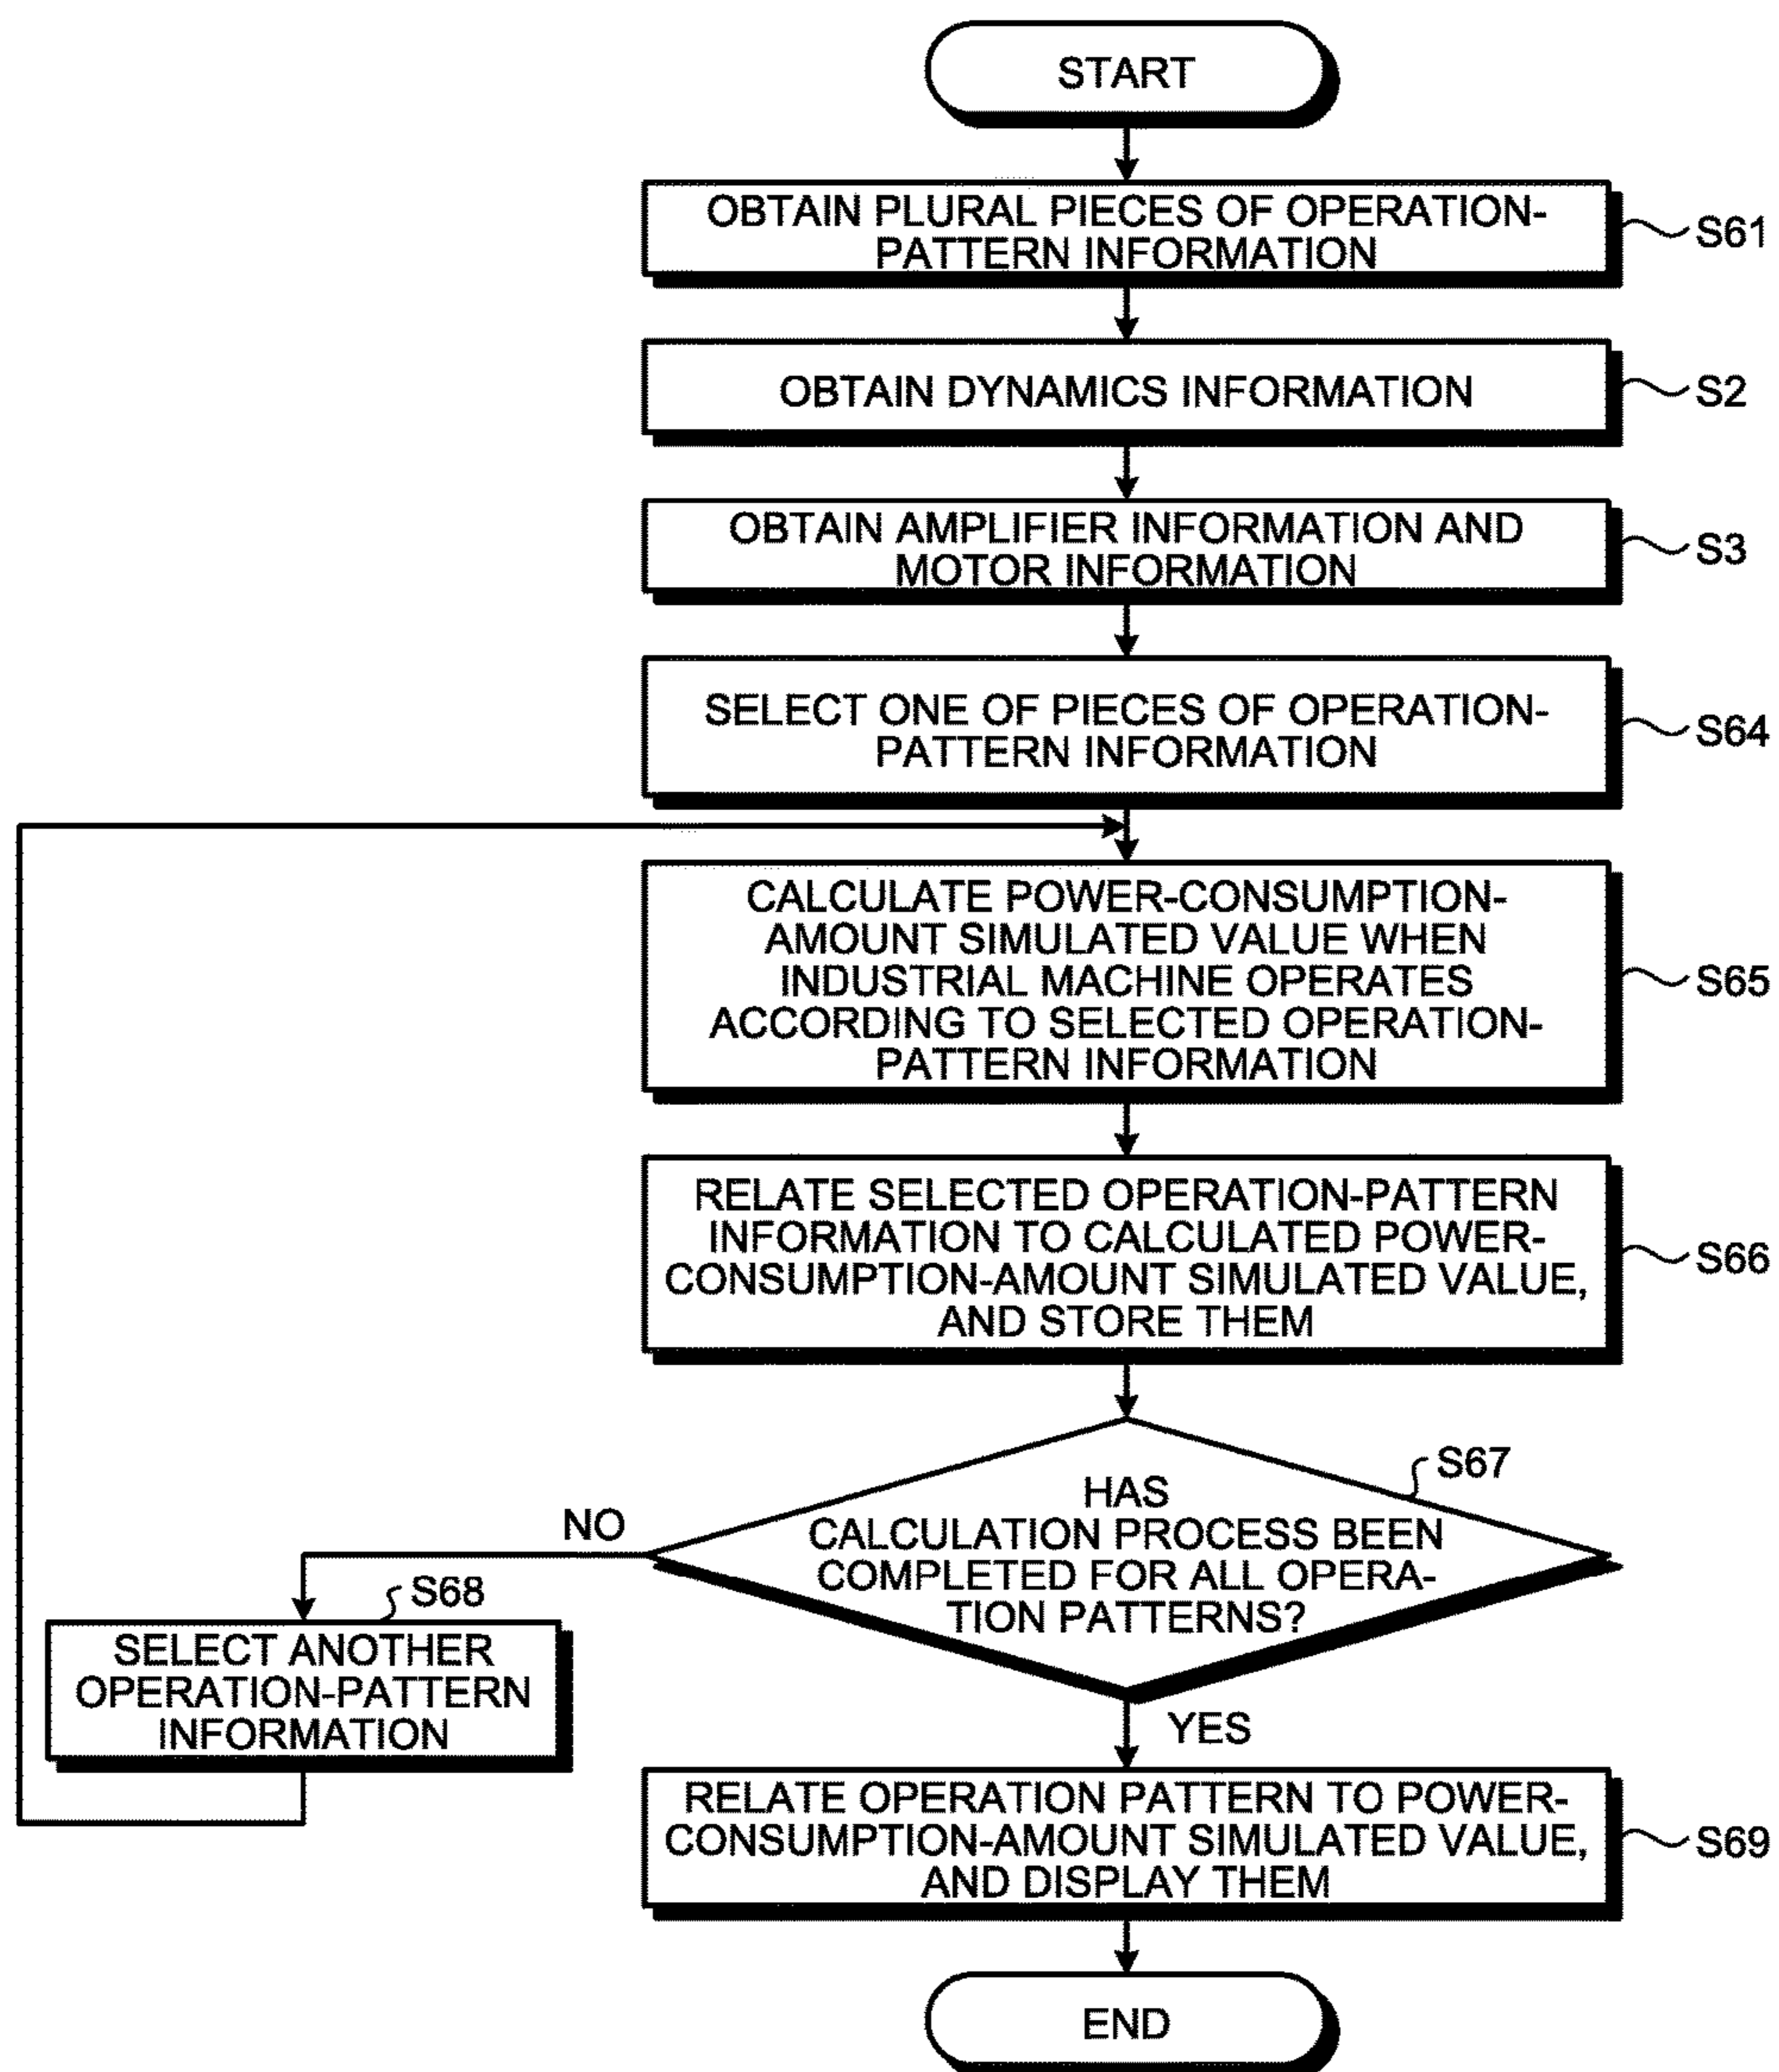 START
OBTAIN PLURAL PIECES OF OPERATION-
PATTERN INFORMATION
S61
OBTAIN DYNAMICS INFORMATION
S2
OBTAIN AMPLIFIER INFORMATION AND
MOTOR INFORMATION
S3
SELECT ONE OF PIECES OF OPERATION-
PATTERN INFORMATION
S64
CALCULATE POWER-CONSUMPTION-
AMOUNT SIMULATED VALUE WHEN
INDUSTRIAL MACHINE OPERATES
ACCORDING TO SELECTED OPERATION-
PATTERN INFORMATION
S65
RELATE SELECTED OPERATION-PATTERN
INFORMATION TO CALCULATED POWER-
CONSUMPTION-AMOUNT SIMULATED VALUE,
AND STORE THEM
S66
S67
HAS
CALCULATION PROCESS BEEN
COMPLETED FOR ALL OPERA-
TION PATTERNS?
NO
S68
SELECT ANOTHER
OPERATION-PATTERN
INFORMATION
YES
RELATE OPERATION PATTERN TO POWER-
CONSUMPTION-AMOUNT SIMULATED VALUE,
AND DISPLAY THEM
S69
END